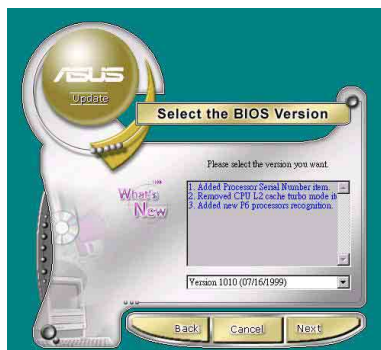 ASUS
Update
Select the BIOS Version
Please select the version you want.
What's New
1. Added Processor Serial Number item.
2. Removed CPU L2 cache turbo mode it
3. Added new P6 processors recognition.
Version 1010 (07/16/1999)
Back
Cancel
Next